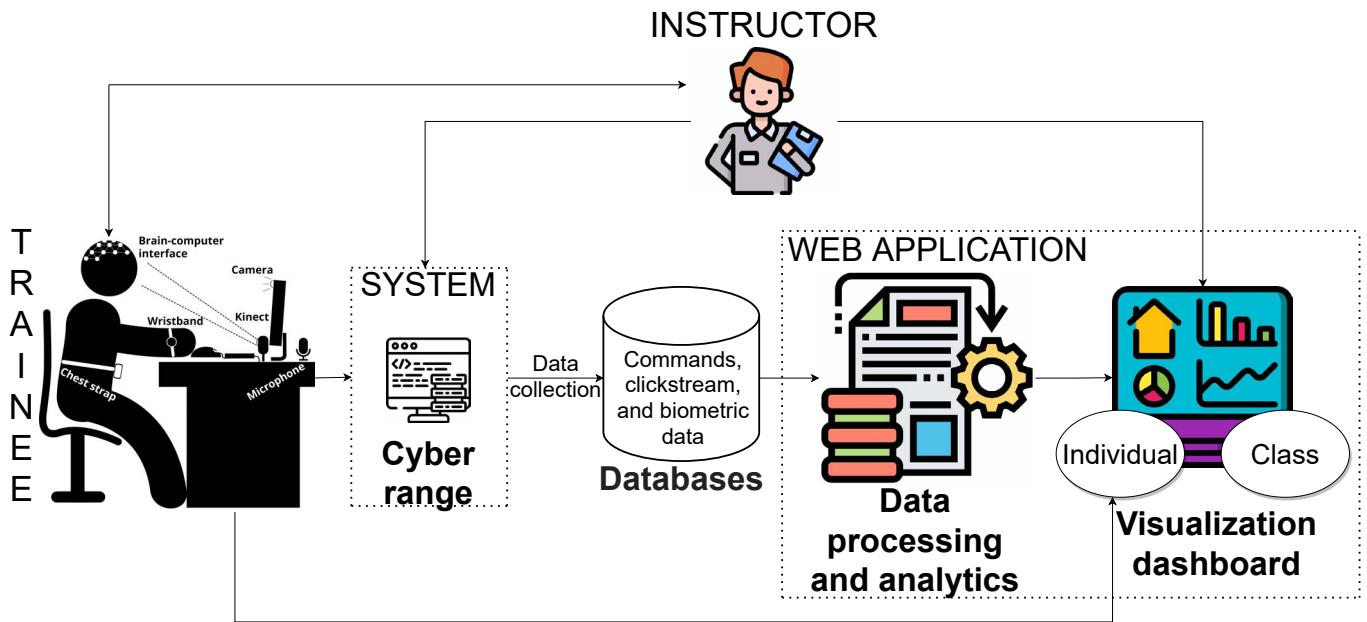 INSTRUCTOR
TRAINEE
Brain-computer
interface
Camera
Kinect
Wristband
Chest strap
Microphone
SYSTEM
</>
Cyber
range
Data
collection
Commands,
clickstream,
and biometric
data
Databases
WEB APPLICATION
Data
processing
and analytics
Individual
Class
Visualization
dashboard